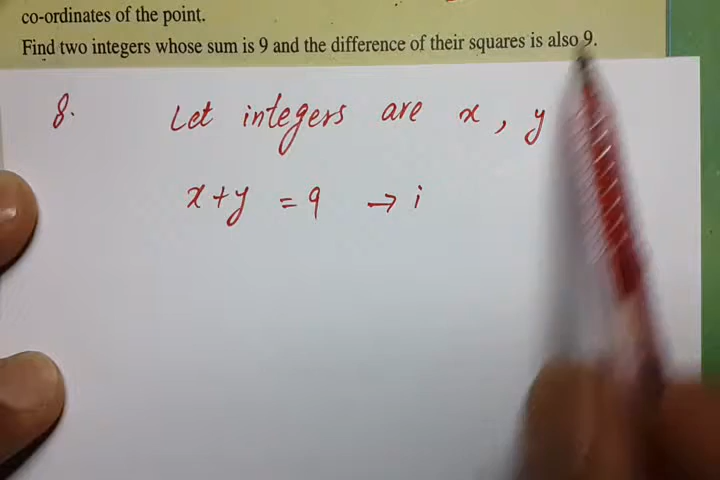 co-ordinates of the point.
Find two integers whose sum is 9 and the difference of their squares is also 9.
8. Let integers are x, y
x+y = 9 → i